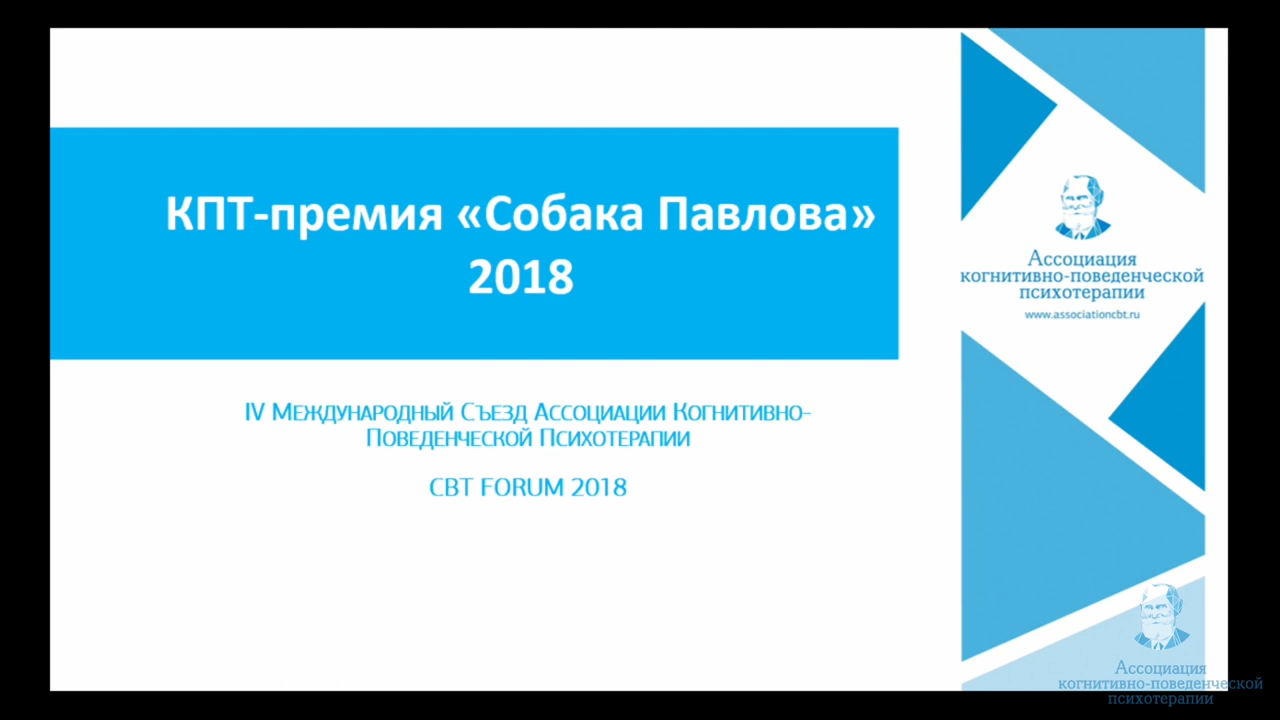 КПТ-премия «Собака Павлова»
2018
IV Международный Съезд Ассоциации Когнитивно-
Поведенческой Психотерапии
CBT FORUM 2018
Ассоциация
когнитивно-поведенческой
психотерапии
www.associationcbt.ru
Ассоциация
когнитивно-поведенческой
психотерапии